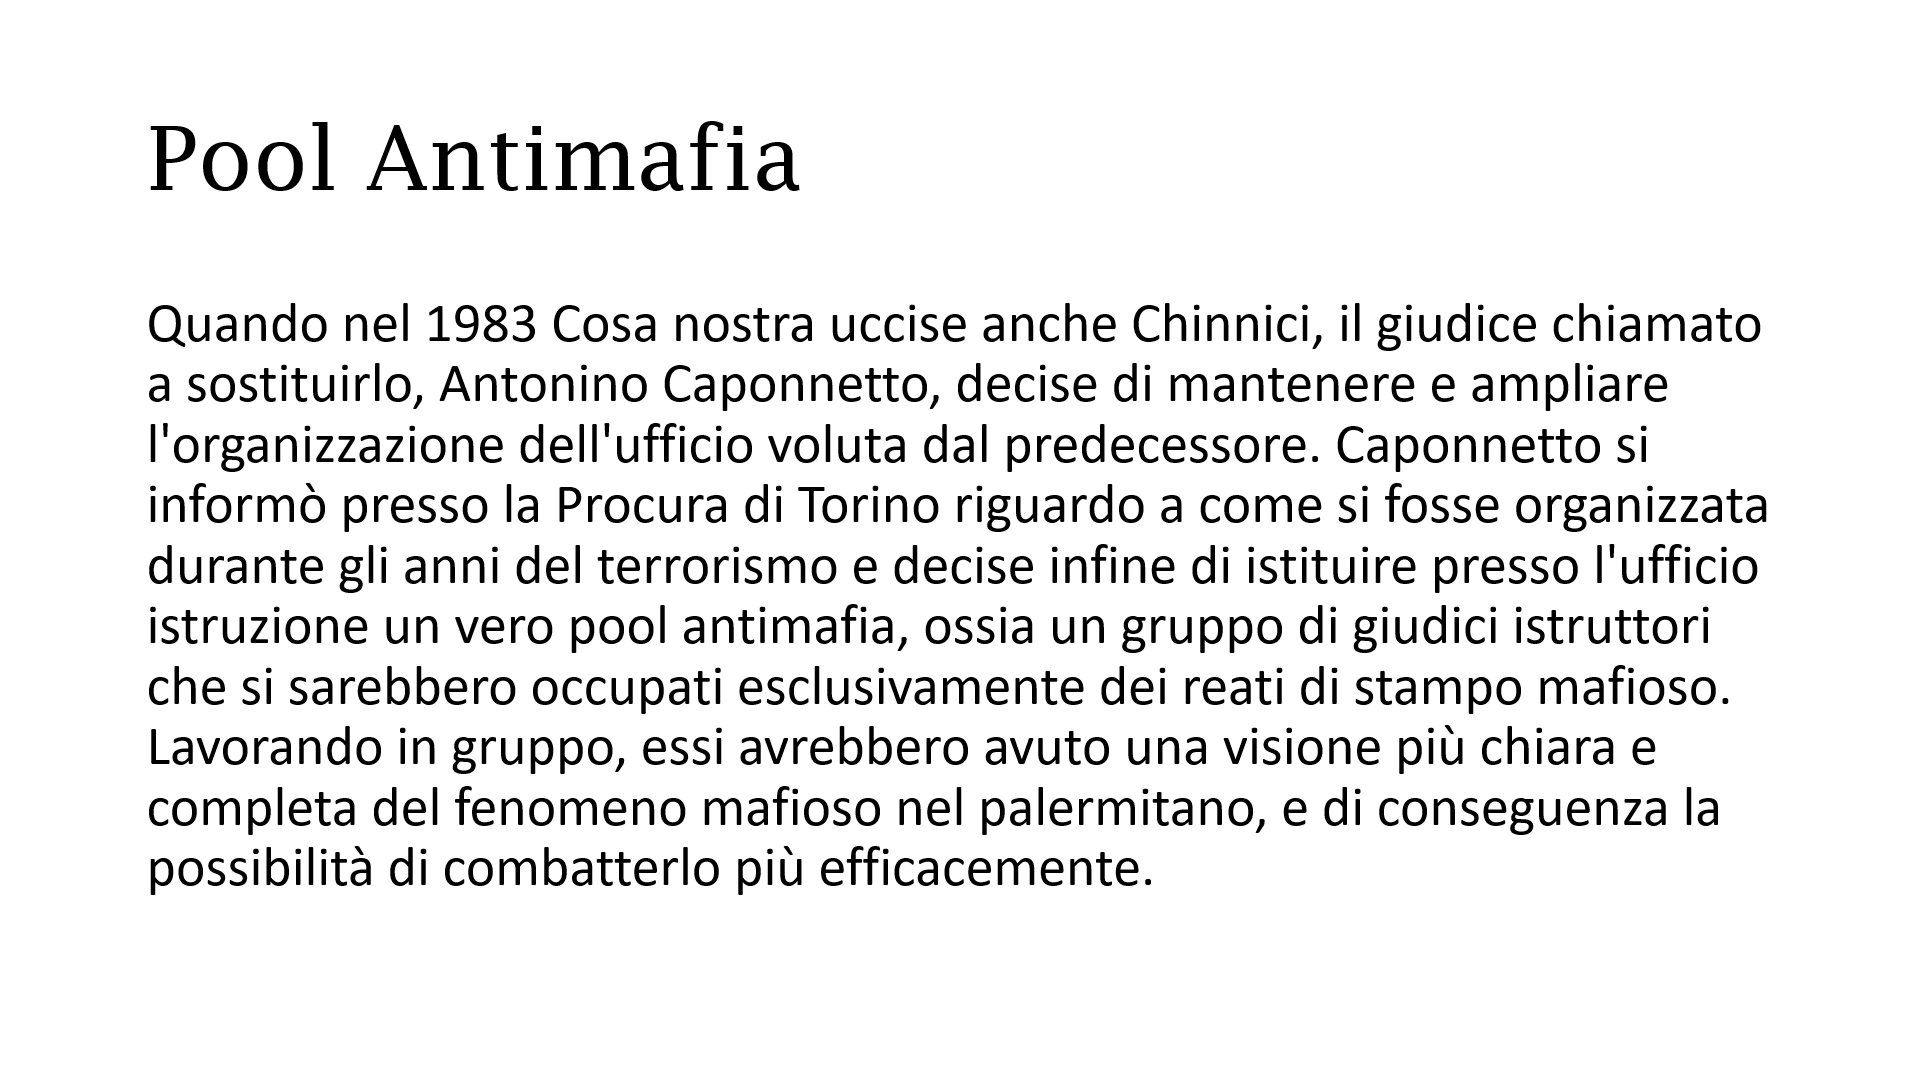 Pool Antimafia
Quando nel 1983 Cosa nostra uccise anche Chinnici, il giudice chiamato
a sostituirlo, Antonino Caponnetto, decise di mantenere e ampliare
l'organizzazione dell'ufficio voluta dal predecessore. Caponnetto si
informò presso la Procura di Torino riguardo a come si fosse organizzata
durante gli anni del terrorismo e decise infine di istituire presso l'ufficio
istruzione un vero pool antimafia, ossia un gruppo di giudici istruttori
che si sarebbero occupati esclusivamente dei reati di stampo mafioso.
Lavorando in gruppo, essi avrebbero avuto una visione più chiara e
completa del fenomeno mafioso nel palermitano, e di conseguenza la
possibilità di combatterlo più efficacemente.